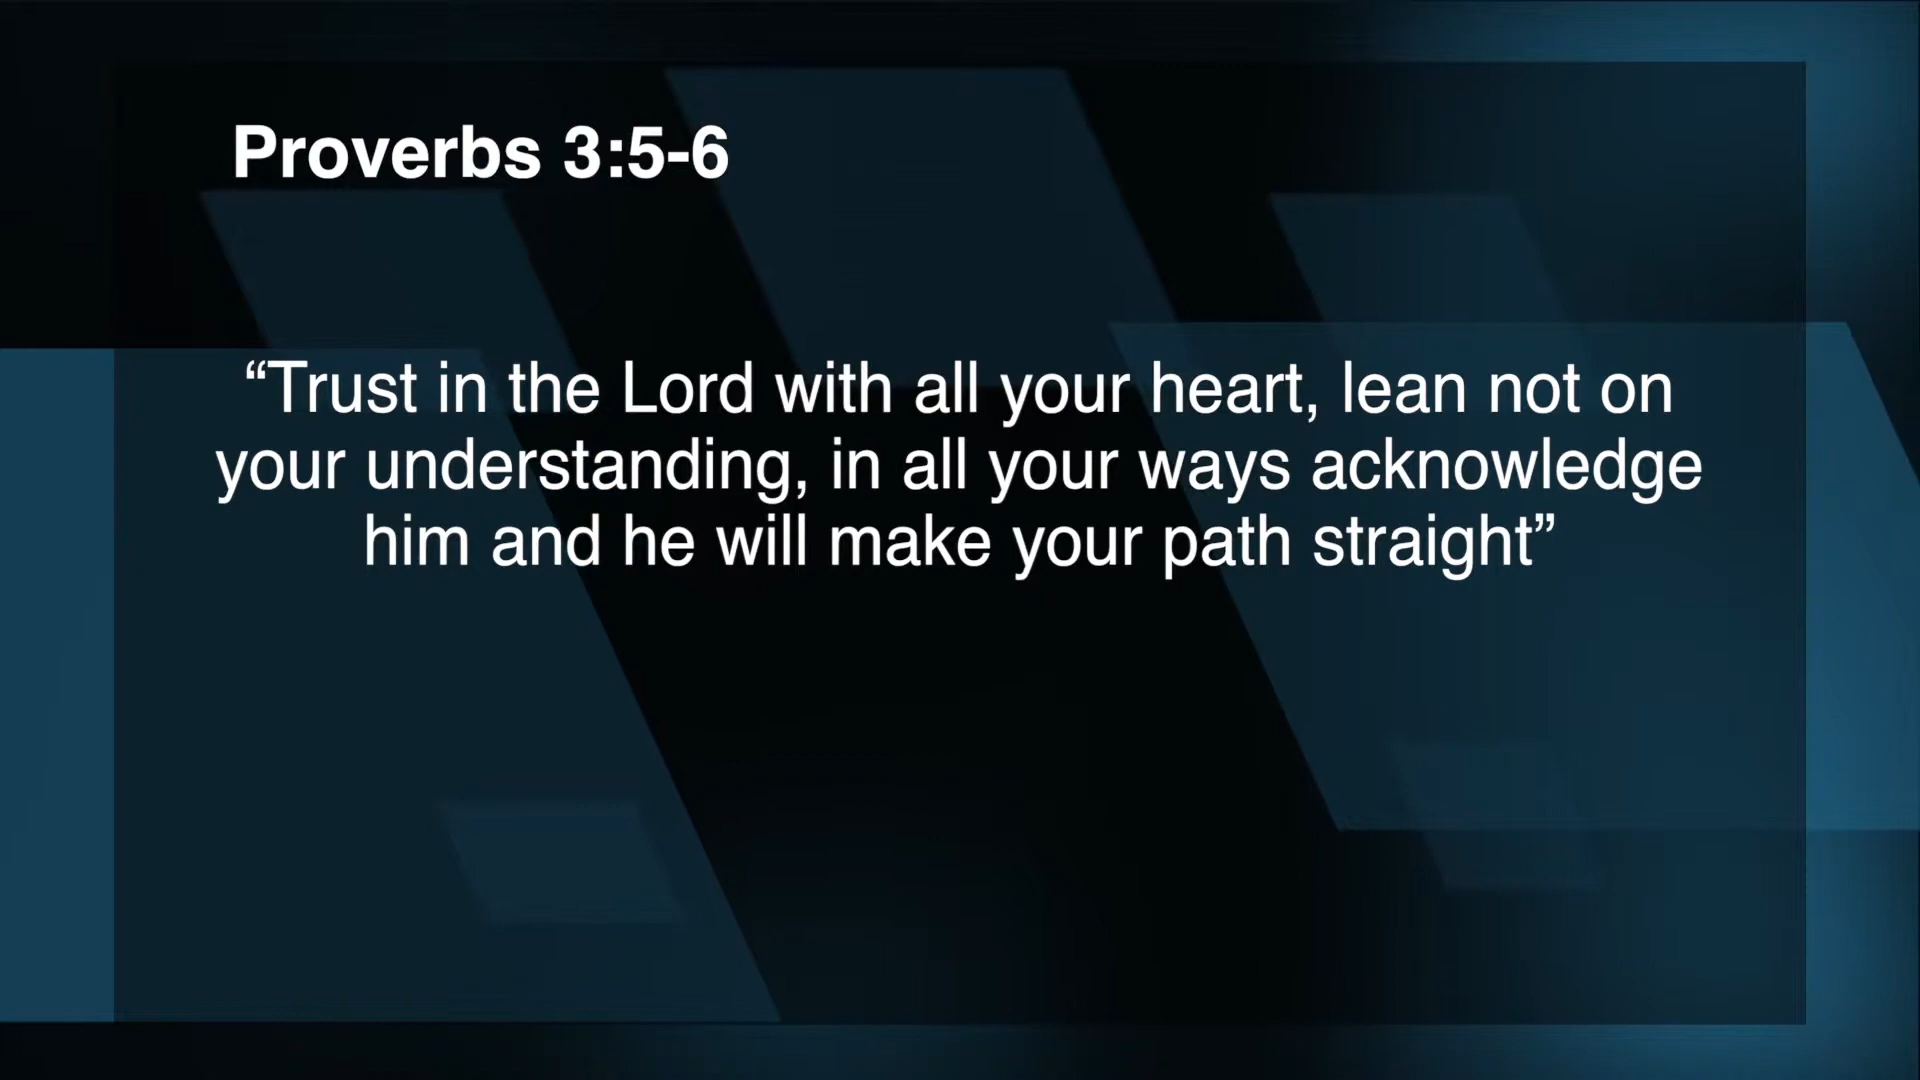 Proverbs 3:5-6
“Trust in the Lord with all your heart, lean not on
your understanding, in all your ways acknowledge
him and he will make your path straight”